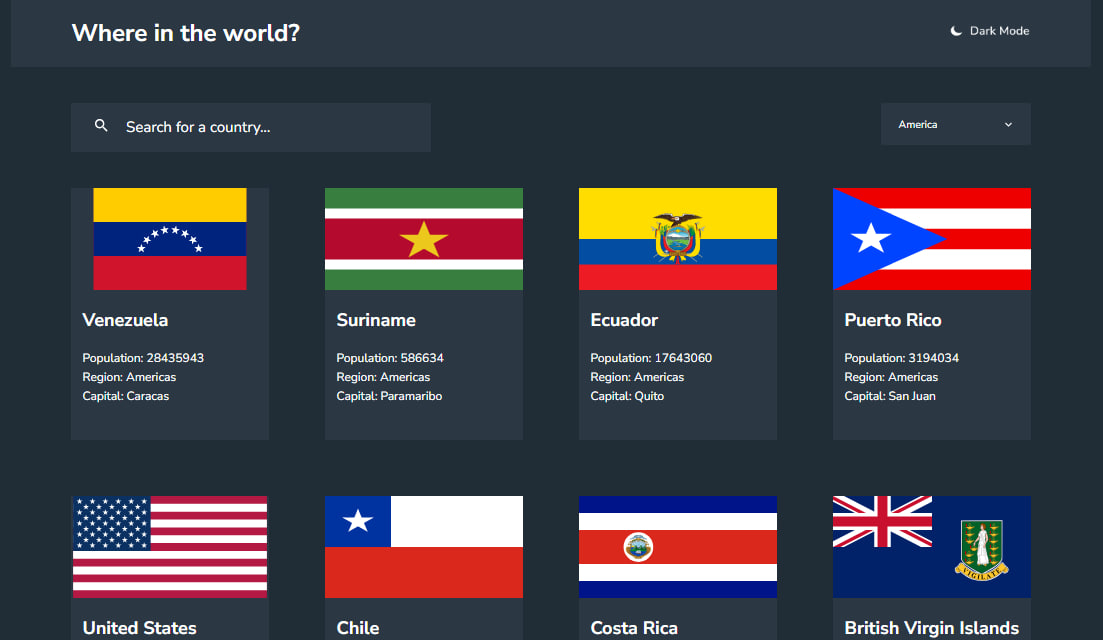 Where in the world?
Dark Mode
Search for a country...
America
Venezuela
Population: 28435943
Region: Americas
Capital: Caracas
Suriname
Population: 586634
Region: Americas
Capital: Paramaribo
Ecuador
Population: 17643060
Region: Americas
Capital: Quito
Puerto Rico
Population: 3194034
Region: Americas
Capital: San Juan
United States
Chile
Costa Rica
VIGILATE
British Virgin Islands